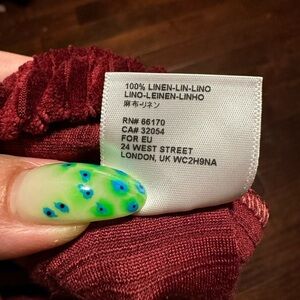 100% LINEN-LIN-LINO
LINO-LEINEN-LINHO
麻布·リネン
RN# 66170
CA# 32054
FOR EU
24 WEST STREET
LONDON, UK WC2H9NA